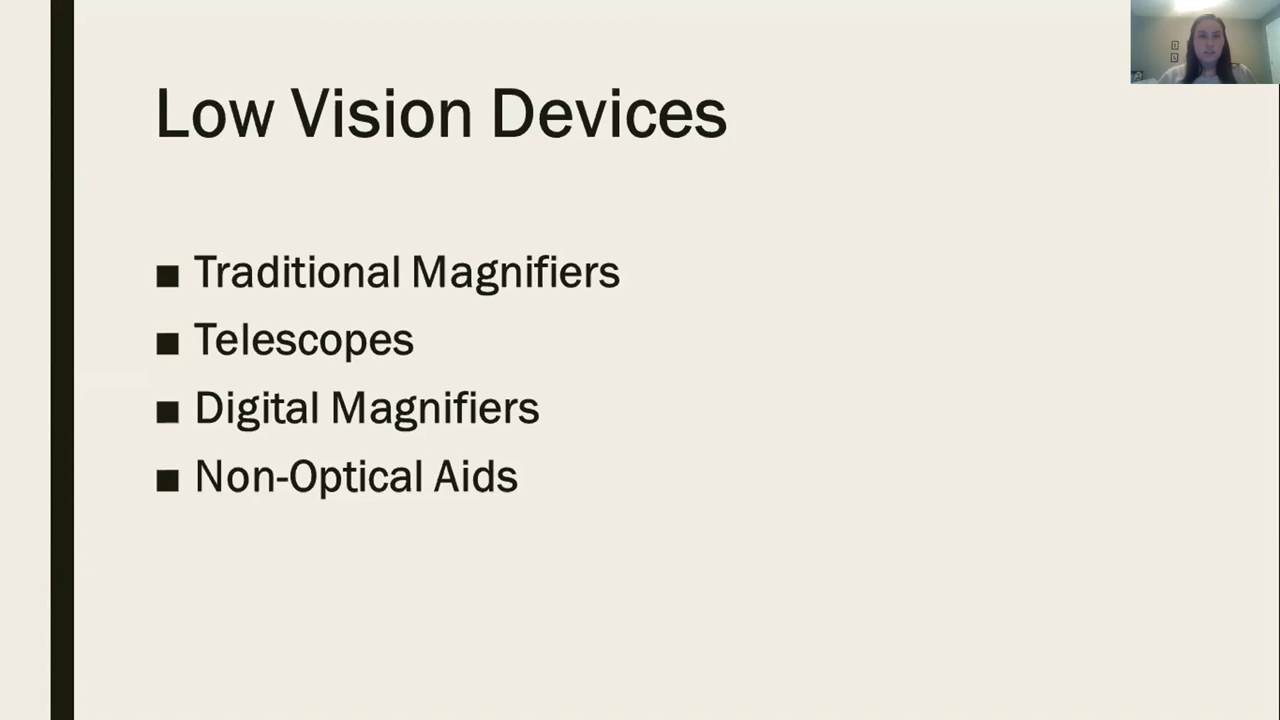 Low Vision Devices
■ Traditional Magnifiers
■ Telescopes
■ Digital Magnifiers
■ Non-Optical Aids